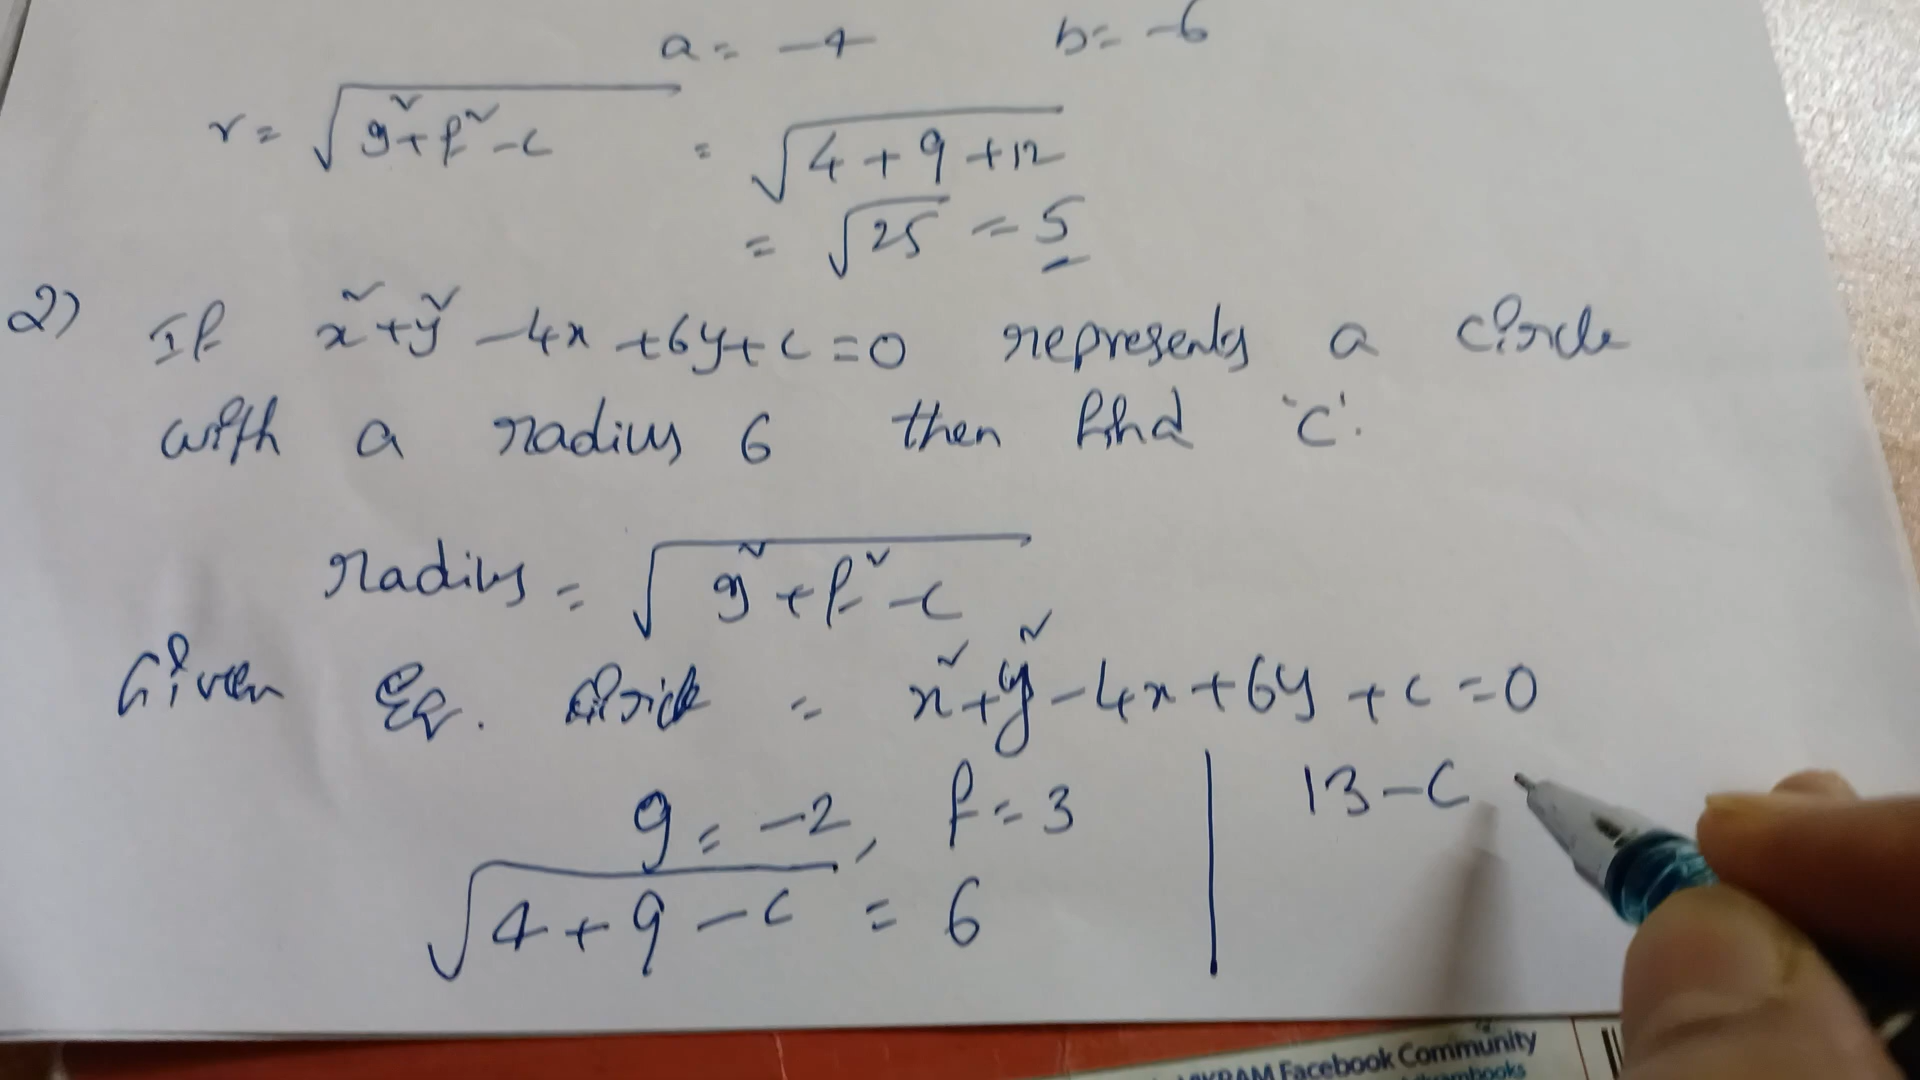 a = -4 b = -6
r = √(g²+f²-c) = √(4+9+12)
= √25 = 5
2) If x²+y²-4x+6y+c=0 represents a circle
with a radius 6 then find 'c'.
radius = √(g²+f²-c)
Given Eq. circle = x²+y²-4x+6y+c=0
g = -2, f = 3
13-c
√(4+9-c) = 6
VIKRAM Facebook Community